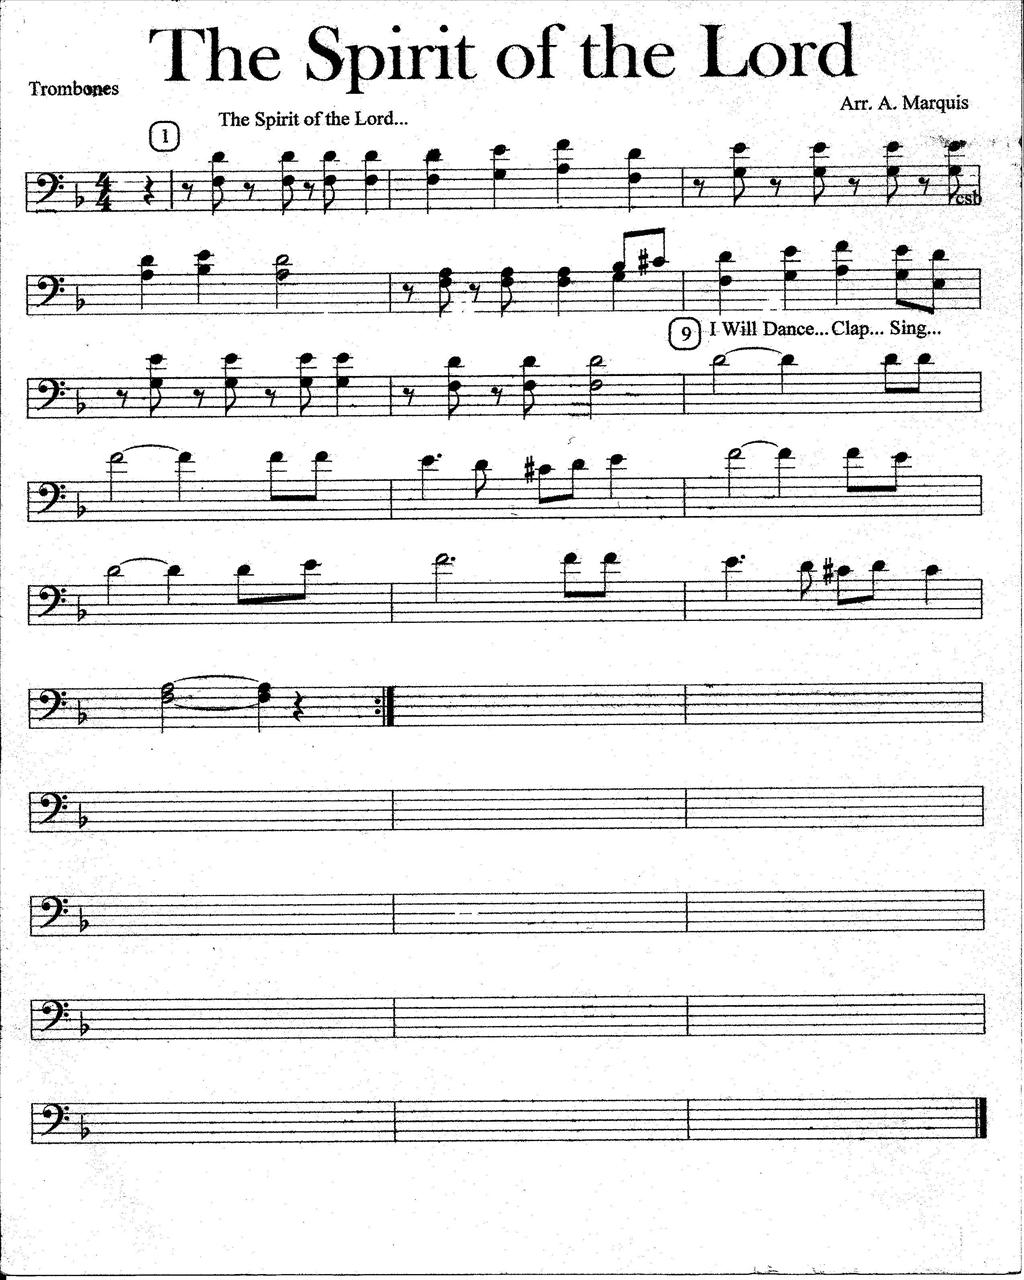 The Spirit of the Lord
Trombones
Arr. A. Marquis
1
The Spirit of the Lord...
4
4
csb
9 I Will Dance... Clap... Sing...